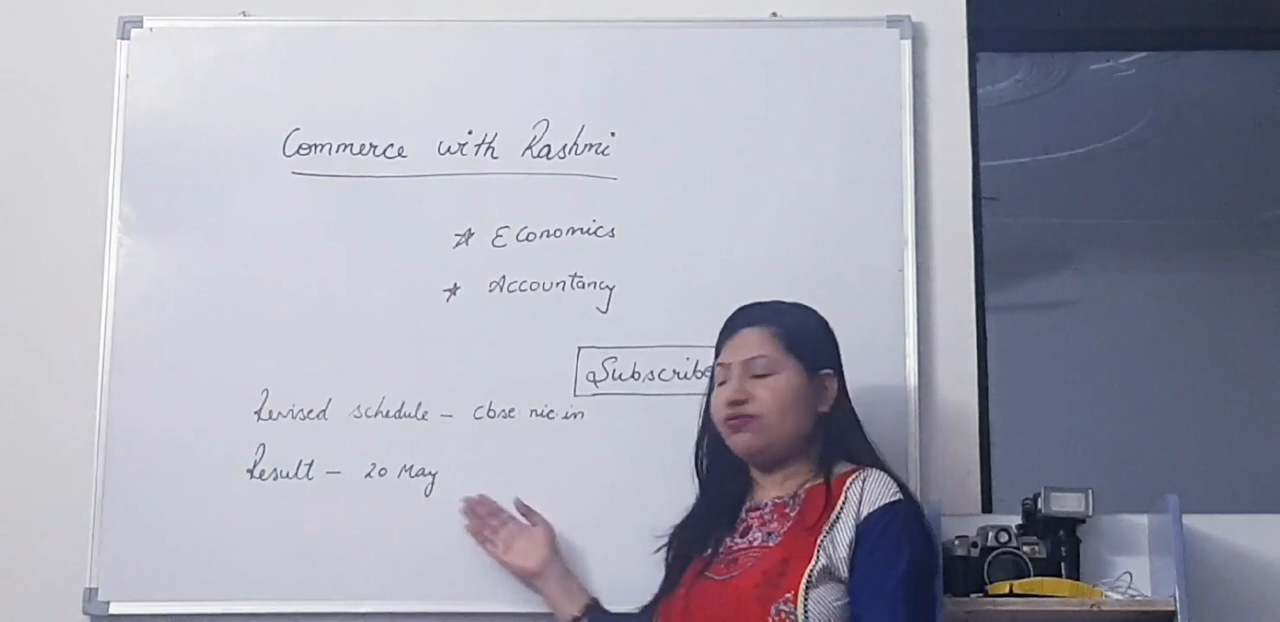 Commerce with Rashmi
☆ Economics
☆ Accountancy
Subscribe
Revised schedule – cbse nic in
Result – 20 May